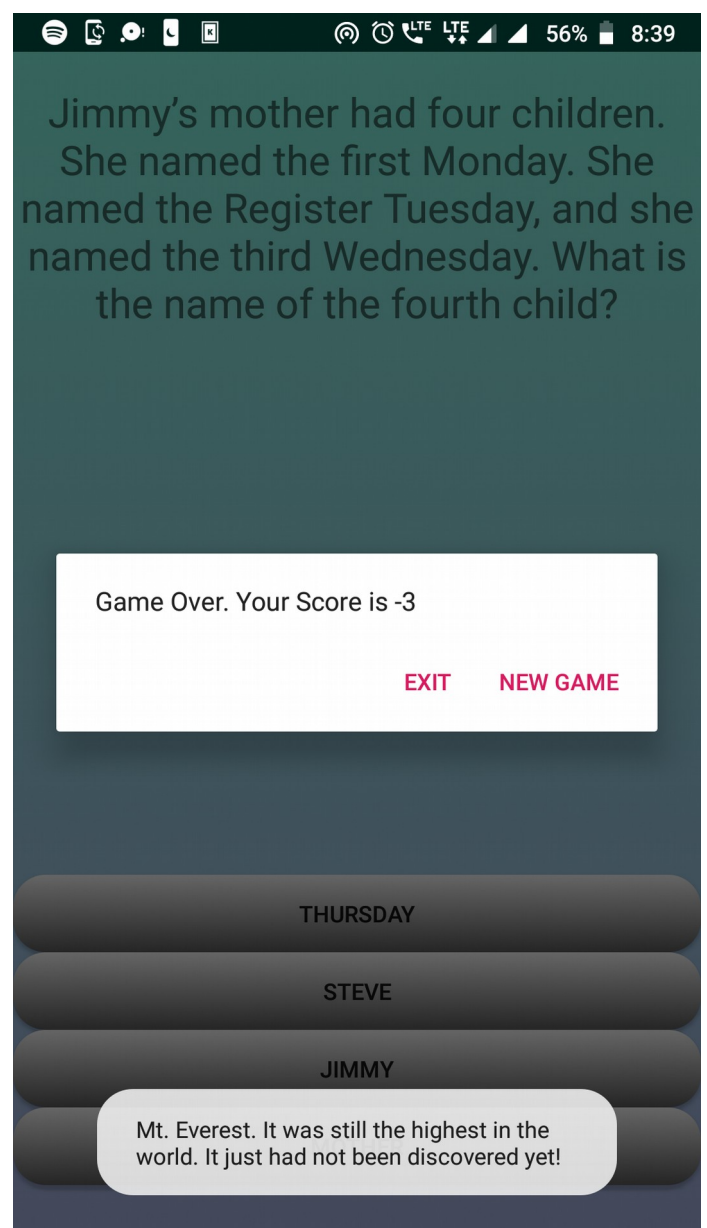 LTE LTE 56% 8:39
Jimmy’s mother had four children.
She named the first Monday. She
named the Register Tuesday, and she
named the third Wednesday. What is
the name of the fourth child?
Game Over. Your Score is -3
EXIT NEW GAME
THURSDAY
STEVE
JIMMY
Mt. Everest. It was still the highest in the
world. It just had not been discovered yet!